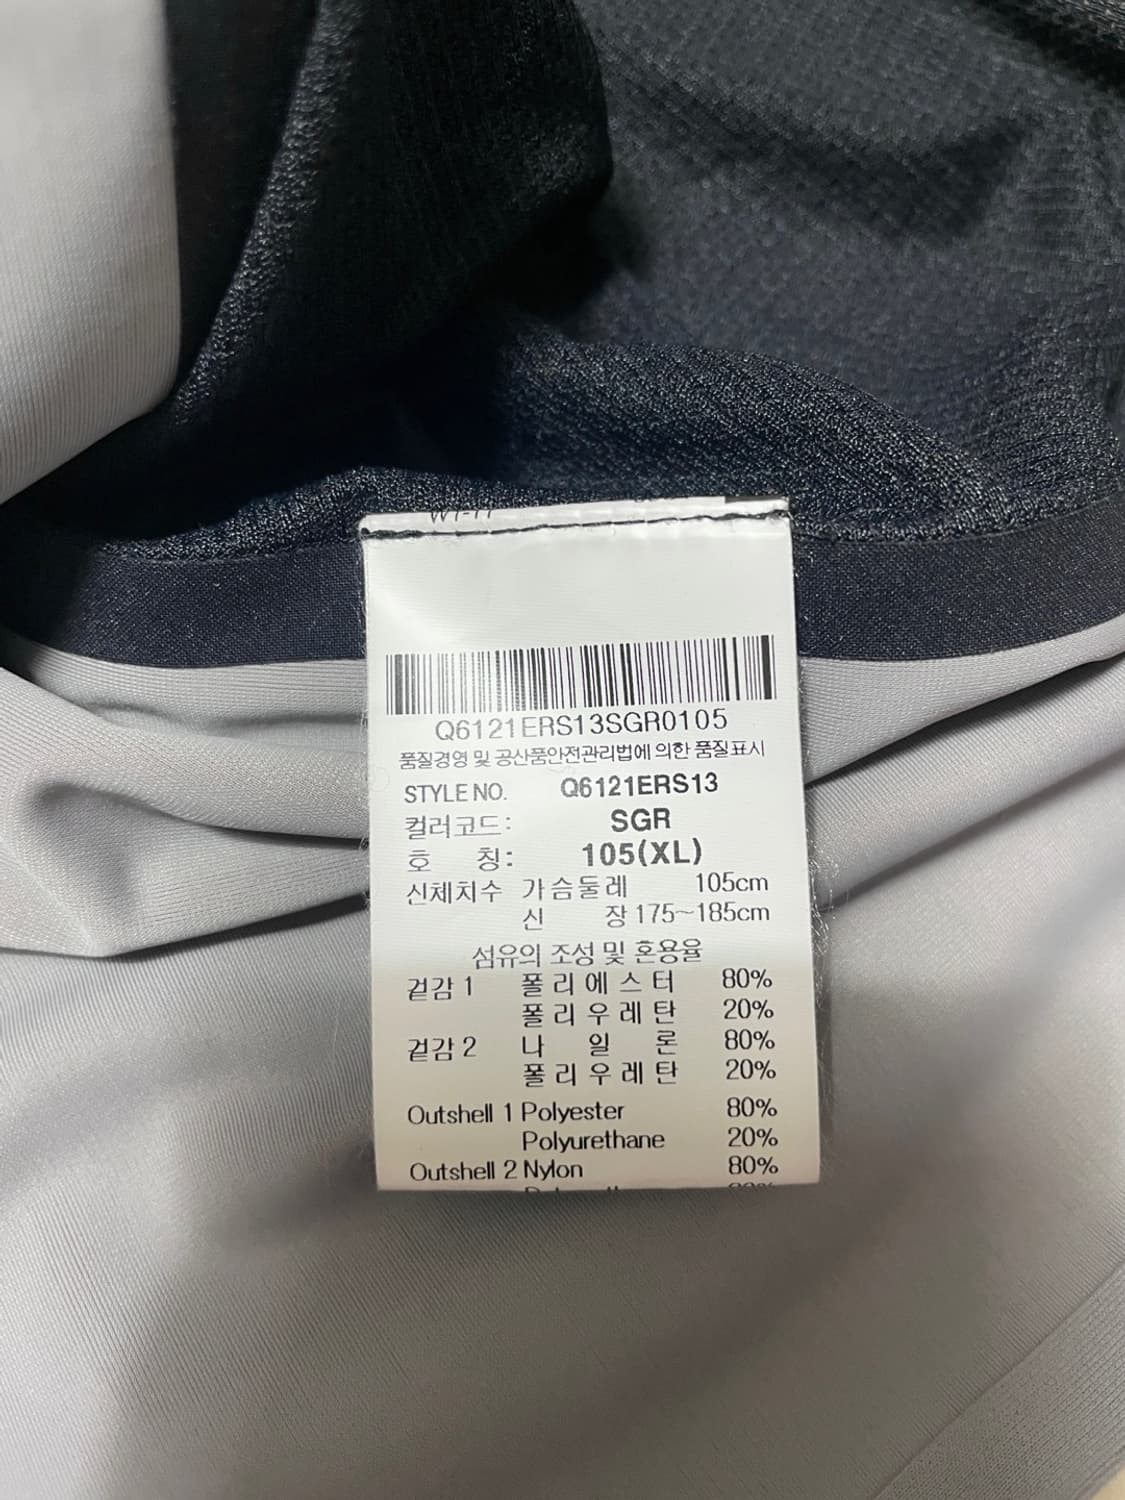 Q6121ERS13SGR0105
품질경영 및 공산품안전관리법에 의한 품질표시
STYLE NO. Q6121ERS13
컬러코드: SGR
호 칭: 105(XL)
신체치수 가슴둘레 105cm
신 장 175~185cm
섬유의 조성 및 혼용율
겉감 1 폴리에스터 80%
폴리우레탄 20%
겉감 2 나일론 80%
폴리우레탄 20%
Outshell 1 Polyester 80%
Polyurethane 20%
Outshell 2 Nylon 80%